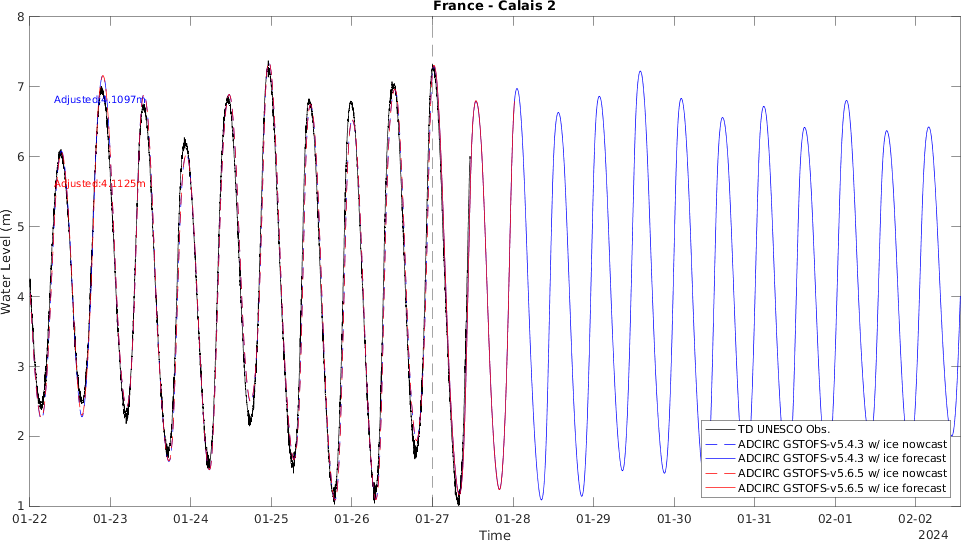 France - Calais 2
8
7
6
5
4
3
2
1
Water Level (m)
Adjusted:4.1097m
Adjusted:4.1125m
TD UNESCO Obs.
ADCIRC GSTOFS-v5.4.3 w/ ice nowcast
ADCIRC GSTOFS-v5.4.3 w/ ice forecast
ADCIRC GSTOFS-v5.6.5 w/ ice nowcast
ADCIRC GSTOFS-v5.6.5 w/ ice forecast
01-22 01-23 01-24 01-25 01-26 01-27 01-28 01-29 01-30 01-31 02-01 02-02
Time
2024